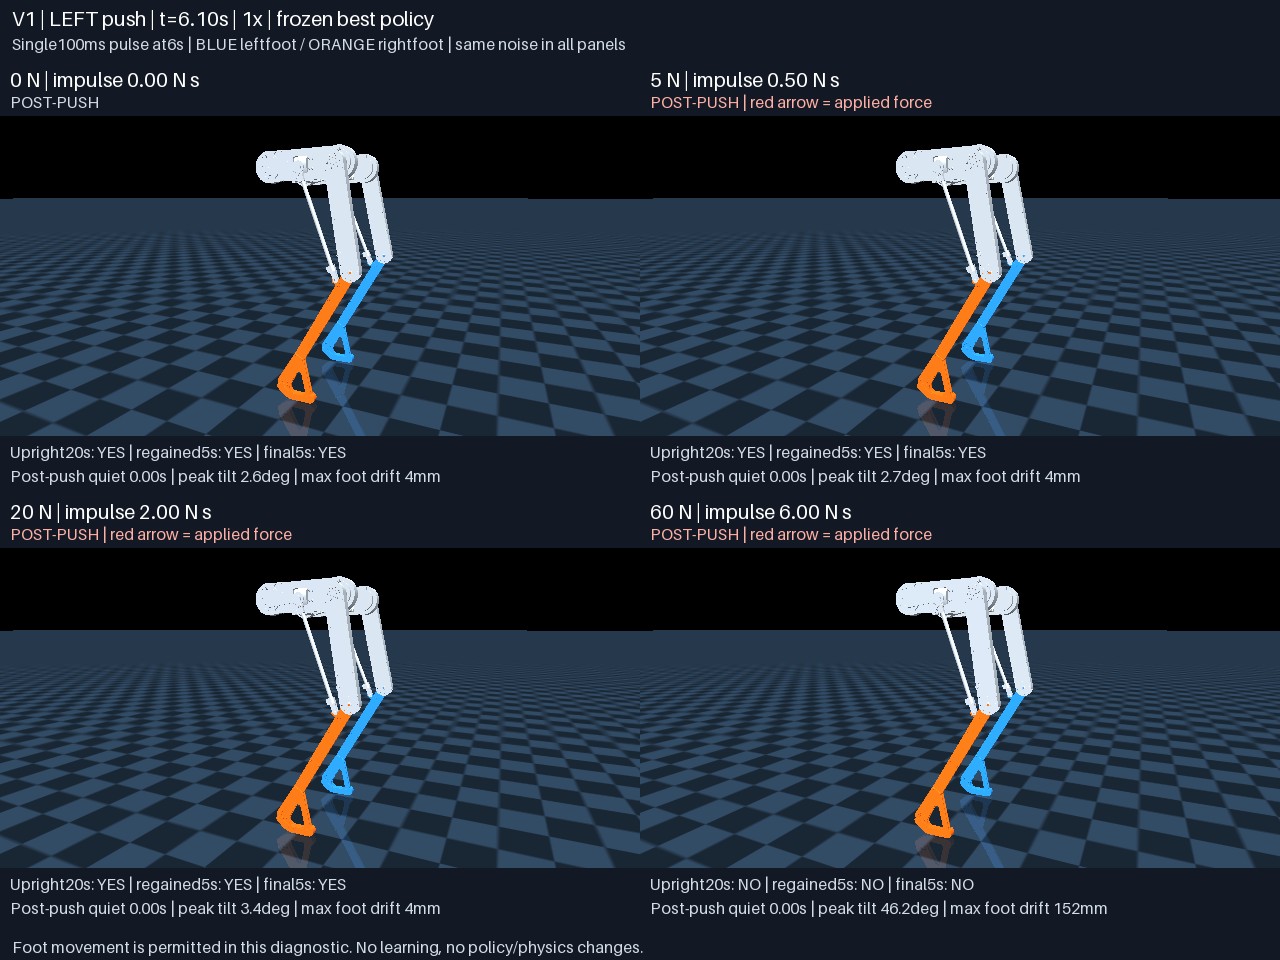 V1 | LEFT push | t=6.10s | 1x | frozen best policy
Single100ms pulse at6s | BLUE leftfoot / ORANGE rightfoot | same noise in all panels
0 N | impulse 0.00 N s
POST-PUSH
5 N | impulse 0.50 N s
POST-PUSH | red arrow = applied force
Upright20s: YES | regained5s: YES | final5s: YES
Post-push quiet 0.00s | peak tilt 2.6deg | max foot drift 4mm
Upright20s: YES | regained5s: YES | final5s: YES
Post-push quiet 0.00s | peak tilt 2.7deg | max foot drift 4mm
20 N | impulse 2.00 N s
POST-PUSH | red arrow = applied force
60 N | impulse 6.00 N s
POST-PUSH | red arrow = applied force
Upright20s: YES | regained5s: YES | final5s: YES
Post-push quiet 0.00s | peak tilt 3.4deg | max foot drift 4mm
Upright20s: NO | regained5s: NO | final5s: NO
Post-push quiet 0.00s | peak tilt 46.2deg | max foot drift 152mm
Foot movement is permitted in this diagnostic. No learning, no policy/physics changes.